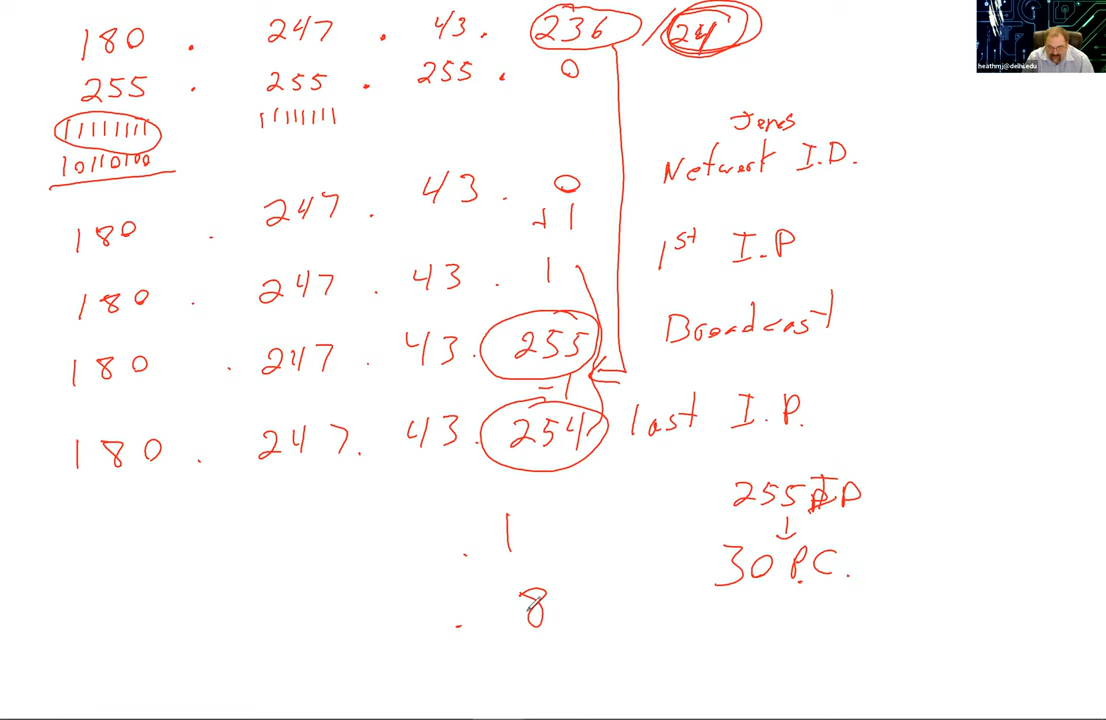 180 . 247 . 43 . 236 / 24
255 . 255 . 255 . 0
11111111 11111111
10110100
Jones
Network I.D.
180 . 247 . 43 . 0
+ 1
1st I.P
180 . 247 . 43 . 1
Broadcast
180 . 247 . 43 . 255
- 1
180 . 247 . 43 . 254 last I.P.
255 IP
30 P.C.
. 1
. 8
heathmj@delhi.edu